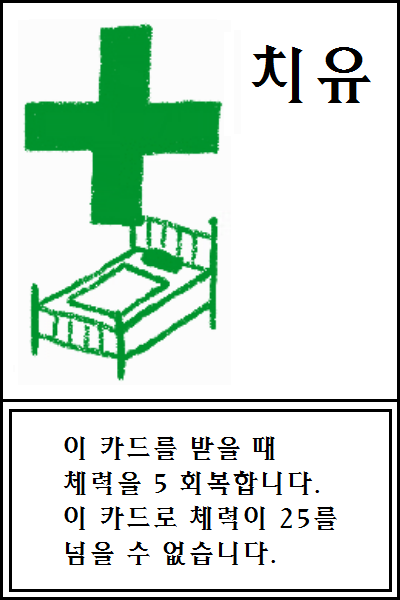 치유
이 카드를 받을 때
체력을 5 회복합니다.
이 카드로 체력이 25를
넘을 수 없습니다.